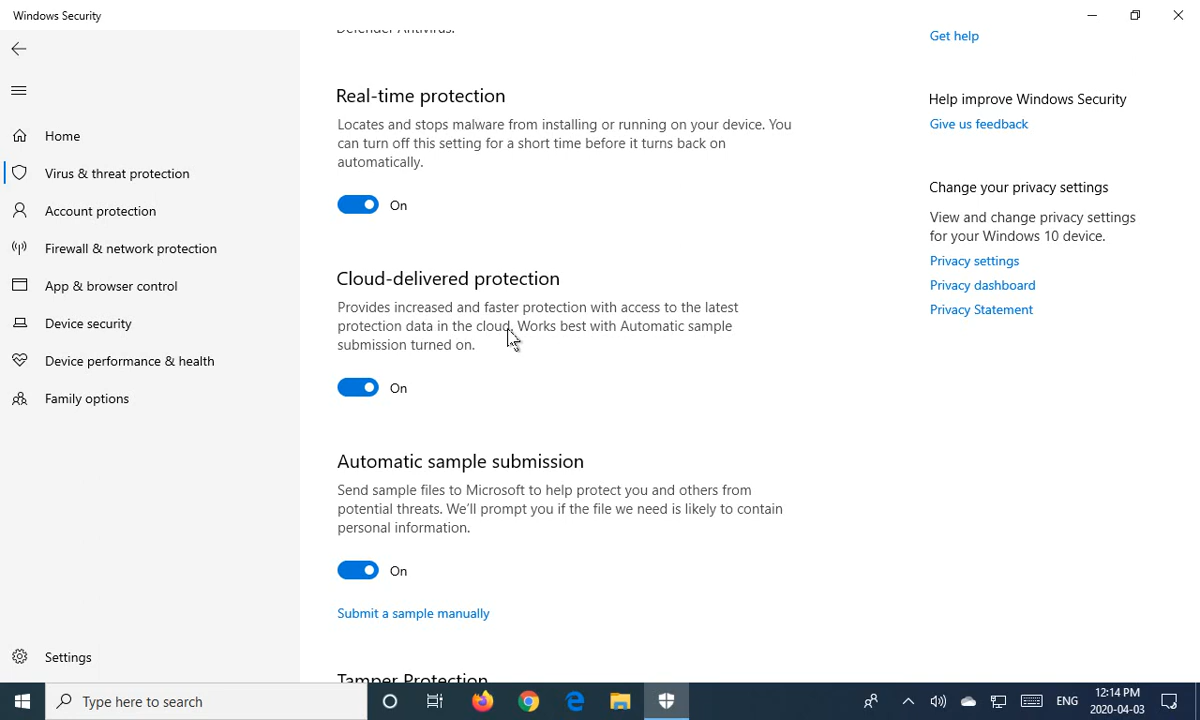 Windows Security
Home
Virus & threat protection
Account protection
Firewall & network protection
App & browser control
Device security
Device performance & health
Family options
Settings
Defender Antivirus.
Real-time protection
Locates and stops malware from installing or running on your device. You
can turn off this setting for a short time before it turns back on
automatically.
On
Cloud-delivered protection
Provides increased and faster protection with access to the latest
protection data in the cloud. Works best with Automatic sample
submission turned on.
On
Automatic sample submission
Send sample files to Microsoft to help protect you and others from
potential threats. We'll prompt you if the file we need is likely to contain
personal information.
On
Submit a sample manually
Tamper Protection
Get help
Help improve Windows Security
Give us feedback
Change your privacy settings
View and change privacy settings
for your Windows 10 device.
Privacy settings
Privacy dashboard
Privacy Statement
Type here to search
ENG
12:14 PM
2020-04-03